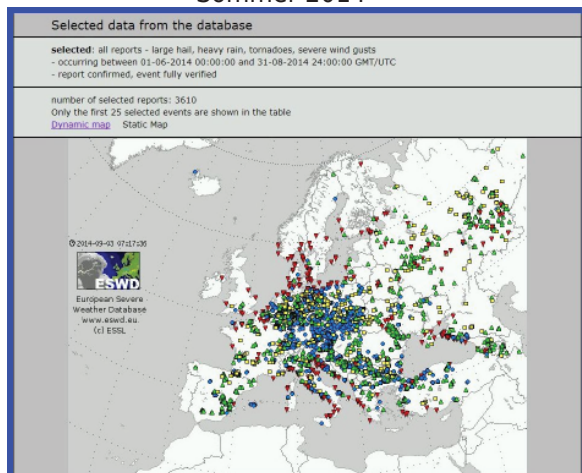 Summer 2014
Selected data from the database
selected: all reports - large hail, heavy rain, tornadoes, severe wind gusts
- occurring between 01-06-2014 00:00:00 and 31-08-2014 24:00:00 GMT/UTC
- report confirmed, event fully verified
number of selected reports: 3610
Only the first 25 selected events are shown in the table
Dynamic map Static Map
2014-09-03 07:17:36
ESWD
European Severe
Weather Database
www.eswd.eu
(c) ESSL